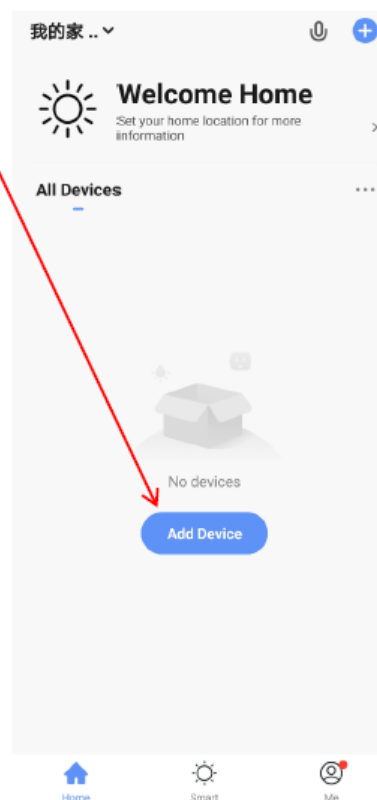 我的家 ..
Welcome Home
Set your home location for more
iinformation
All Devices
No devices
Add Device
Home
Smart
Me